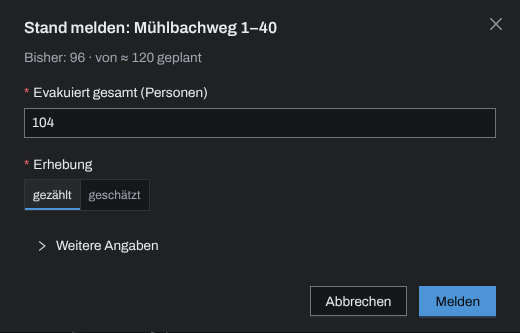 Stand melden: Mühlbachweg 1–40
Bisher: 96 · von ≈ 120 geplant
* Evakuiert gesamt (Personen)
104
* Erhebung
gezählt geschätzt
Weitere Angaben
Abbrechen Melden